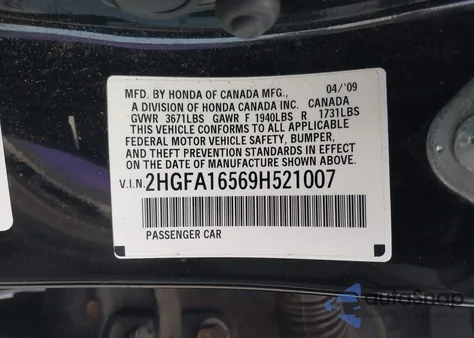 MFD. BY HONDA OF CANADA MFG., 04/'09
A DIVISION OF HONDA CANADA INC. CANADA
GVWR 3671LBS GAWR F 1940LBS R 1731LBS
THIS VEHICLE CONFORMS TO ALL APPLICABLE
FEDERAL MOTOR VEHICLE SAFETY, BUMPER,
AND THEFT PREVENTION STANDARDS IN EFFECT
ON THE DATE OF MANUFACTURE SHOWN ABOVE.
V.I.N. 2HGFA16569H521007
PASSENGER CAR
autoSnap